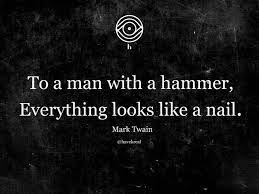 h
To a man with a hammer,
Everything looks like a nail.
Mark Twain